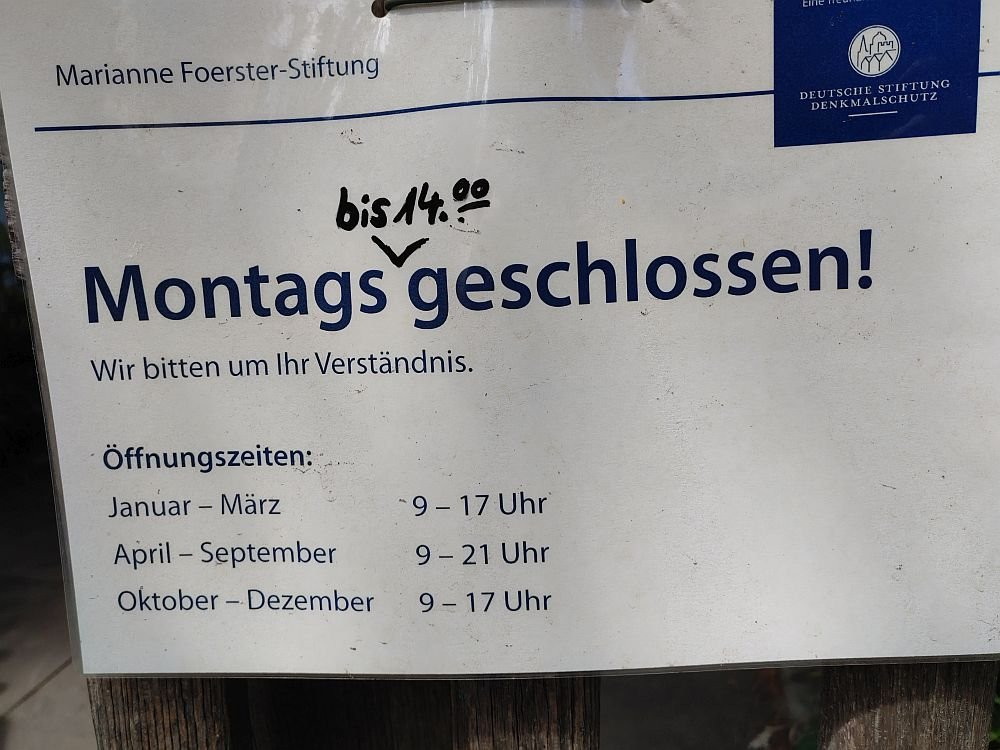 Marianne Foerster-Stiftung
DEUTSCHE STIFTUNG
DENKMALSCHUTZ
bis 14.00
Montags geschlossen!
Wir bitten um Ihr Verständnis.
Öffnungszeiten:
Januar – März 9 – 17 Uhr
April – September 9 – 21 Uhr
Oktober – Dezember 9 – 17 Uhr